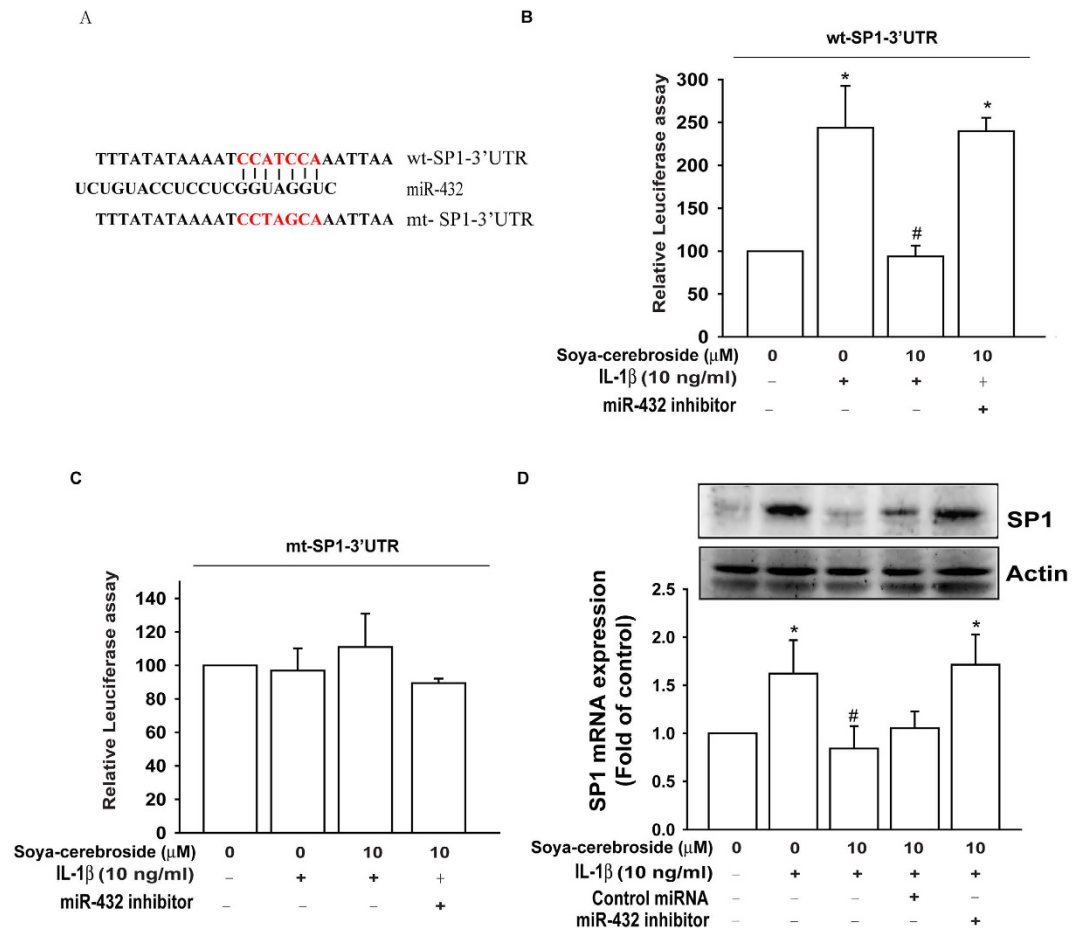 A
TTTATATAAAATCCATCCAAATTAA wt-SP1-3'UTR
UCUGUACCUCCUCGGUAGGUC miR-432
TTTATATAAAATCCTAGCAAATTAA mt- SP1-3'UTR
B
wt-SP1-3'UTR
Relative Leuciferase assay
300
250
200
150
100
50
0
*
#
*
Soya-cerebroside (μM) 0 0 10 10
IL-1β (10 ng/ml) – + + +
miR-432 inhibitor – – – +
C
mt-SP1-3'UTR
Relative Leuciferase assay
140
120
100
80
60
40
20
0
Soya-cerebroside (μM) 0 0 10 10
IL-1β (10 ng/ml) – + + +
miR-432 inhibitor – – – +
D
SP1
Actin
SP1 mRNA expression
(Fold of control)
2.5
2.0
1.5
1.0
0.5
0.0
*
#
*
Soya-cerebroside (μM) 0 0 10 10 10
IL-1β (10 ng/ml) – + + + +
Control miRNA – – – + –
miR-432 inhibitor – – – – +